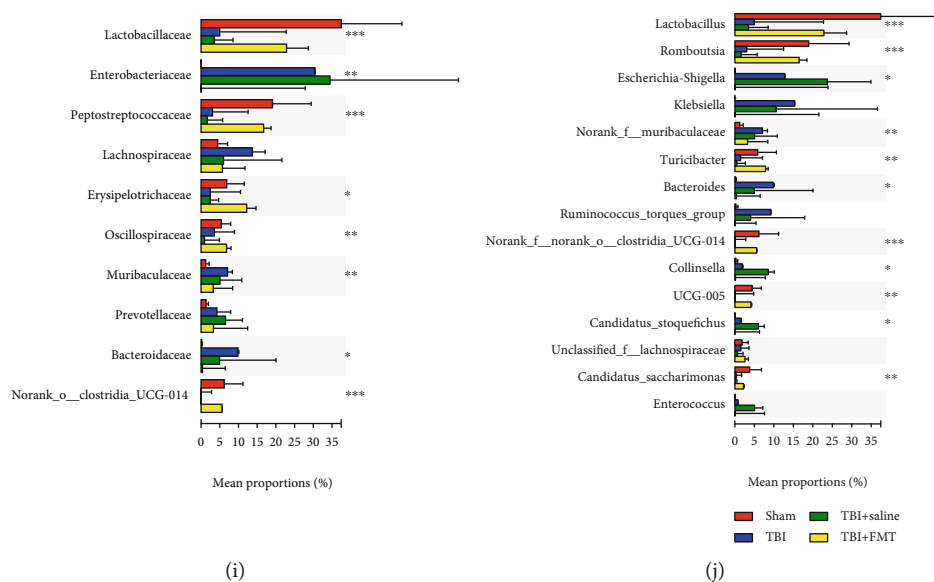 Lactobacillaceae
***
Enterobacteriaceae
**
Peptostreptococcaceae
***
Lachnospiraceae
Erysipelotrichaceae
*
Oscillospiraceae
**
Muribaculaceae
**
Prevotellaceae
Bacteroidaceae
*
Norank_o__clostridia_UCG-014
***
0 5 10 15 20 25 30 35
Mean proportions (%)
(i)
Lactobacillus
***
Romboutsia
***
Escherichia-Shigella
*
Klebsiella
Norank_f__muribaculaceae
**
Turicibacter
**
Bacteroides
*
Ruminococcus_torques_group
Norank_f__norank_o__clostridia_UCG-014
***
Collinsella
*
UCG-005
**
Candidatus_stoquefichus
*
Unclassified_f__lachnospiraceae
Candidatus_saccharimonas
**
Enterococcus
0 5 10 15 20 25 30 35
Mean proportions (%)
Sham
TBI+saline
TBI
TBI+FMT
(j)